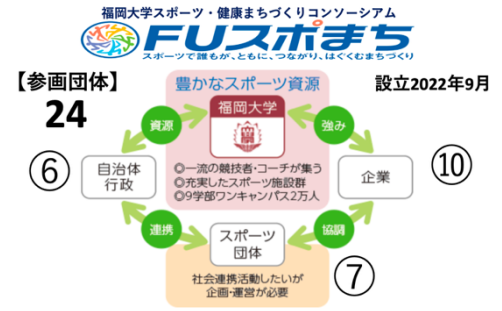 福岡大学スポーツ・健康まちづくりコンソーシアム
FUスポまち
スポーツで誰もが、ともに、つながり、はぐくむまちづくり
【参画団体】
24
設立2022年9月
豊かなスポーツ資源
福岡大学
資源
強み
◎一流の競技者・コーチが集う
◎充実したスポーツ施設群
◎9学部ワンキャンパス2万人
⑥
自治体
行政
企業
⑩
連携
協調
スポーツ
団体
⑦
社会連携活動したいが
企画・運営が必要